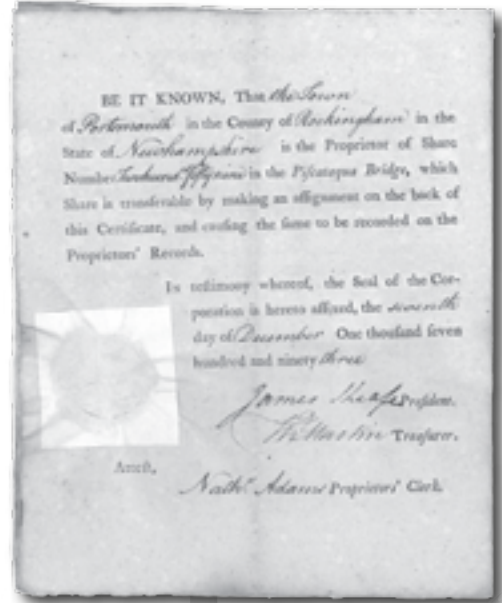 BE IT KNOWN, That the Town
of Portsmouth in the County of Rockingham in the
State of Newhampshire is the Proprietor of Share
Number in the Piscataqua Bridge, which
Share is transferable by making an assignment on the back of
this Certificate, and causing the same to be recorded on the
Proprietors' Records.
In testimony whereof, the Seal of the Cor-
poration is hereto affixed, the seventh
day of December One thousand seven
hundred and ninety three
James Sheafe President.
Treasurer.
Attest,
Nathl. Adams Proprietors' Clerk.